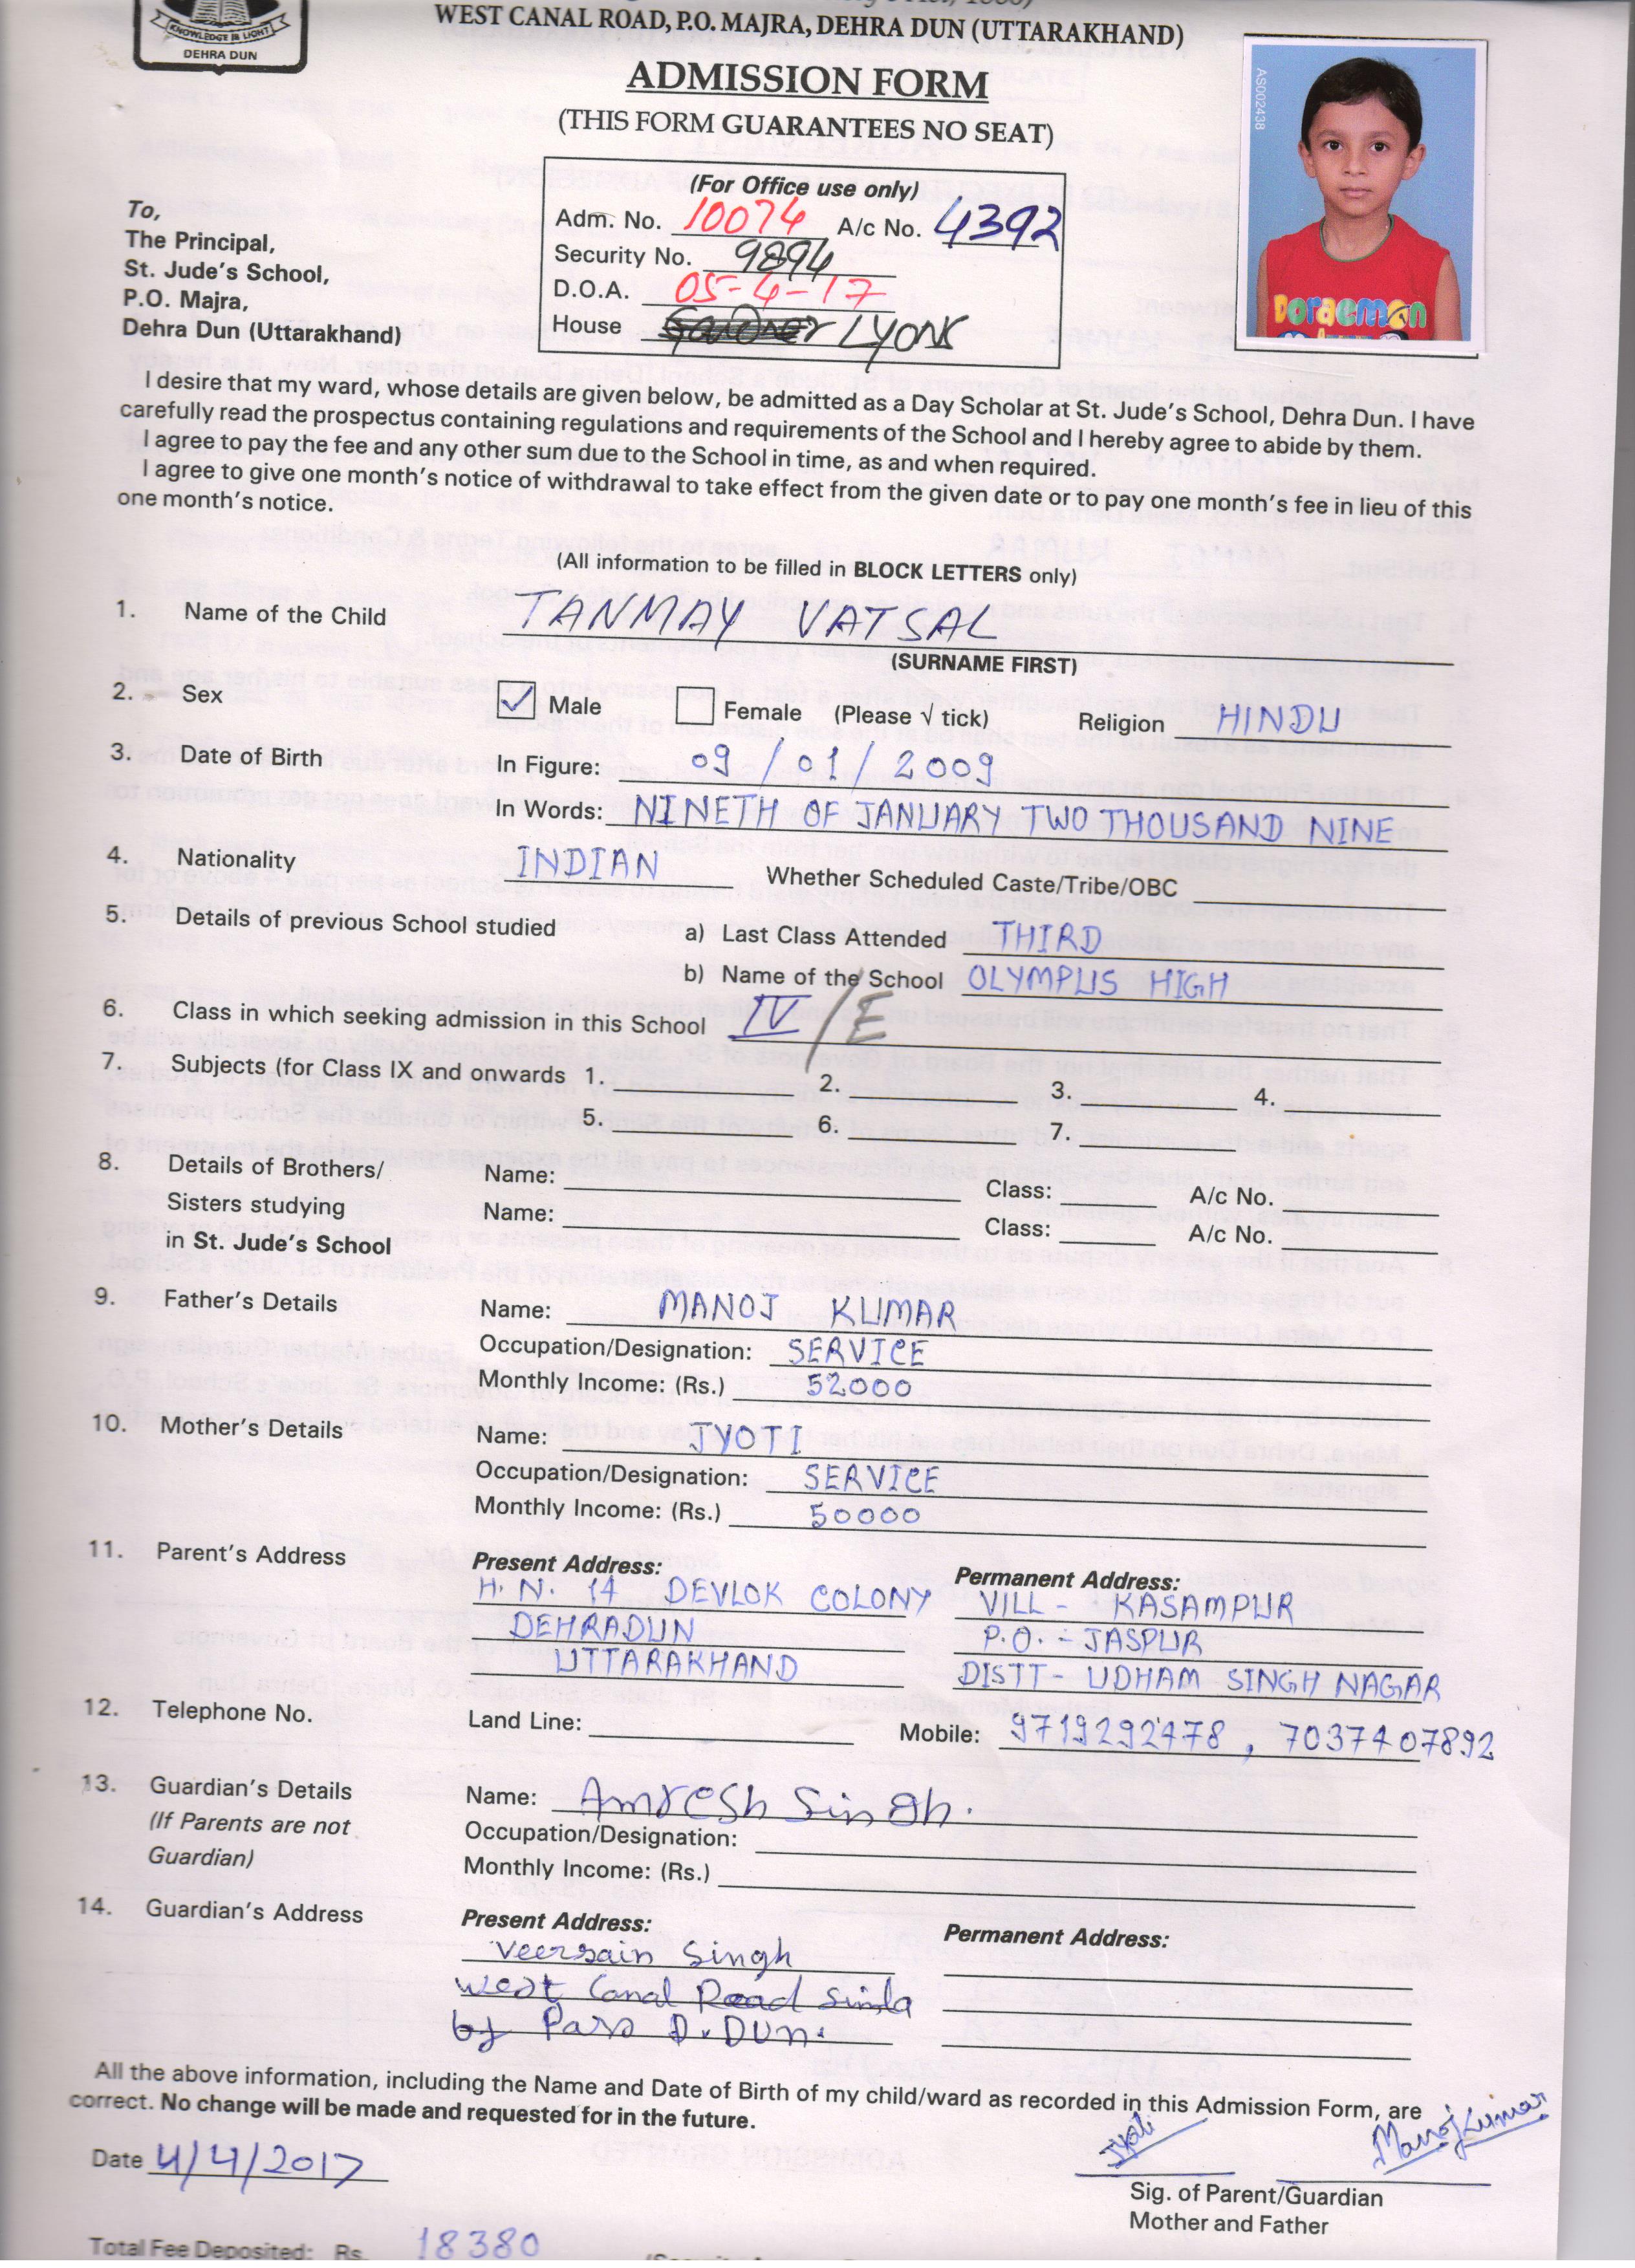 KNOWLEDGE IS LIGHT
DEHRA DUN
WEST CANAL ROAD, P.O. MAJRA, DEHRA DUN (UTTARAKHAND)
ADMISSION FORM
(THIS FORM GUARANTEES NO SEAT)
AS002438
Doraemon
(For Office use only)
Adm. No. 10074 A/c No. 4392
Security No. 9894
D.O.A. 05-4-17
House Gardner LYONS
To,
The Principal,
St. Jude's School,
P.O. Majra,
Dehra Dun (Uttarakhand)
I desire that my ward, whose details are given below, be admitted as a Day Scholar at St. Jude's School, Dehra Dun. I have
carefully read the prospectus containing regulations and requirements of the School and I hereby agree to abide by them.
I agree to pay the fee and any other sum due to the School in time, as and when required.
I agree to give one month's notice of withdrawal to take effect from the given date or to pay one month's fee in lieu of this
one month's notice.
(All information to be filled in BLOCK LETTERS only)
1. Name of the Child TANMAY VATSAL
(SURNAME FIRST)
2. Sex ✓ Male Female (Please √ tick) Religion HINDU
3. Date of Birth In Figure: 09/01/2009
In Words: NINETH OF JANUARY TWO THOUSAND NINE
4. Nationality INDIAN Whether Scheduled Caste/Tribe/OBC
5. Details of previous School studied a) Last Class Attended THIRD
b) Name of the School OLYMPUS HIGH
6. Class in which seeking admission in this School IV/E
7. Subjects (for Class IX and onwards 1. 2. 3. 4.
5. 6. 7.
8. Details of Brothers/ Name: Class: A/c No.
Sisters studying Name: Class: A/c No.
in St. Jude's School
9. Father's Details Name: MANOJ KUMAR
Occupation/Designation: SERVICE
Monthly Income: (Rs.) 52000
10. Mother's Details Name: JYOTI
Occupation/Designation: SERVICE
Monthly Income: (Rs.) 50000
11. Parent's Address Present Address: Permanent Address:
H. N. 14 DEVLOK COLONY VILL - KASAMPUR
DEHRADUN P.O. - JASPUR
UTTARAKHAND DISTT- UDHAM SINGH NAGAR
12. Telephone No. Land Line: Mobile: 9719292478, 7037407892
13. Guardian's Details Name: Amresh Singh.
(If Parents are not Occupation/Designation:
Guardian) Monthly Income: (Rs.)
14. Guardian's Address Present Address: Permanent Address:
Veersain Singh
West Canal Road Simla
by Pass D.DUN.
All the above information, including the Name and Date of Birth of my child/ward as recorded in this Admission Form, are
correct. No change will be made and requested for in the future.
Date 4/4/2017 Jyoti Manoj Kumar
Sig. of Parent/Guardian
Mother and Father
Total Fee Deposited: Rs. 18380